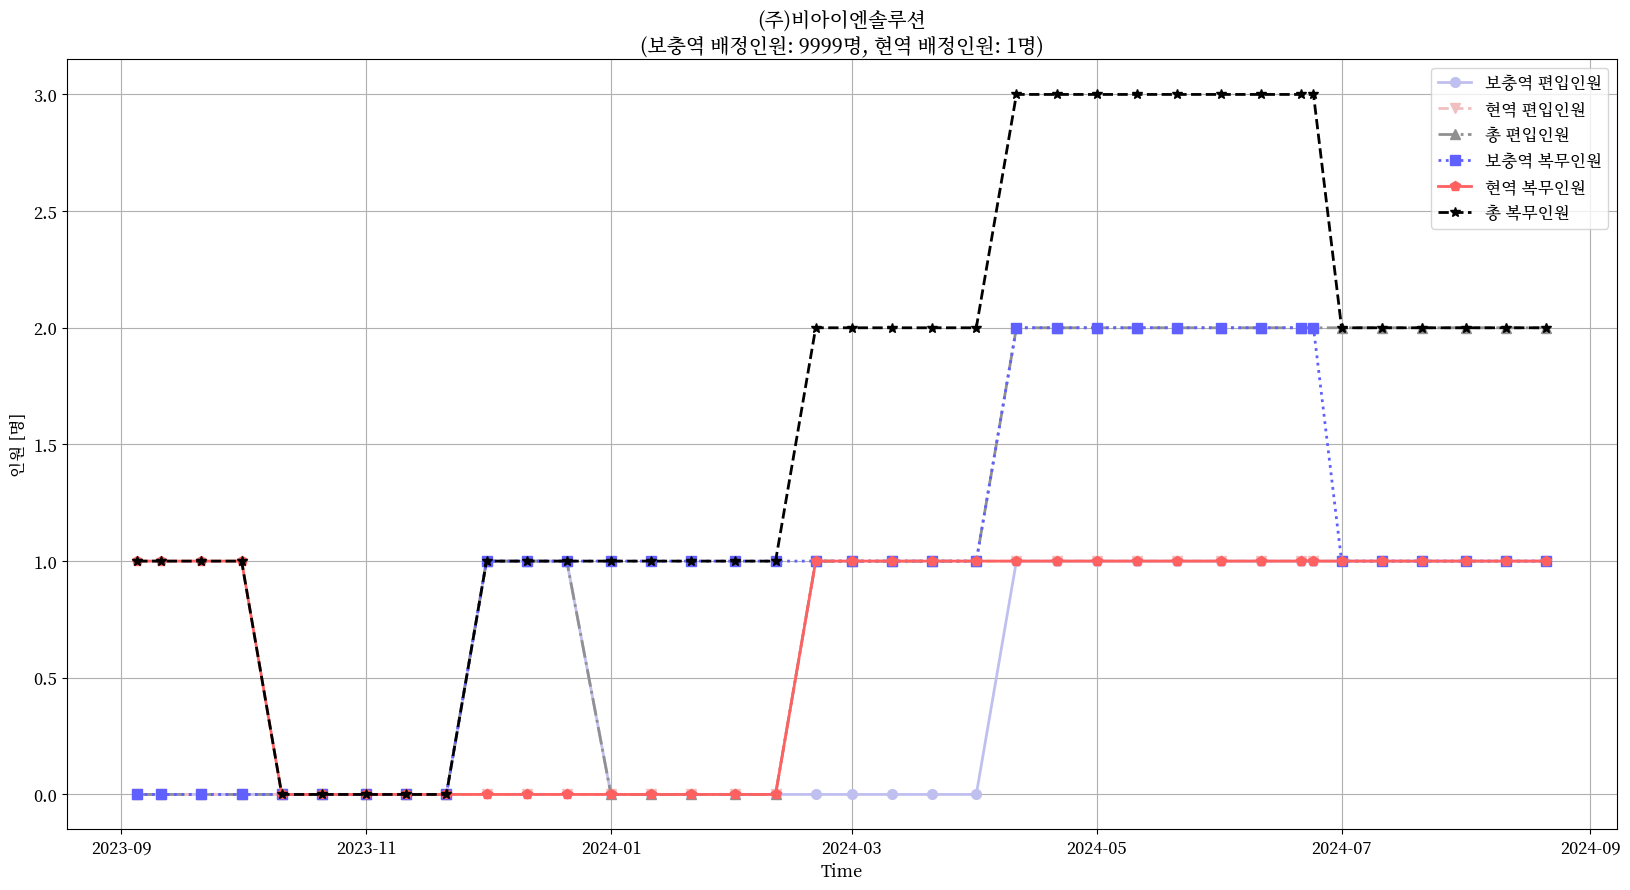 (주)비아이엔솔루션
(보충역 배정인원: 9999명, 현역 배정인원: 1명)
보충역 편입인원
현역 편입인원
총 편입인원
보충역 복무인원
현역 복무인원
총 복무인원
인원 [명]
3.0
2.5
2.0
1.5
1.0
0.5
0.0
2023-09
2023-11
2024-01
2024-03
2024-05
2024-07
2024-09
Time